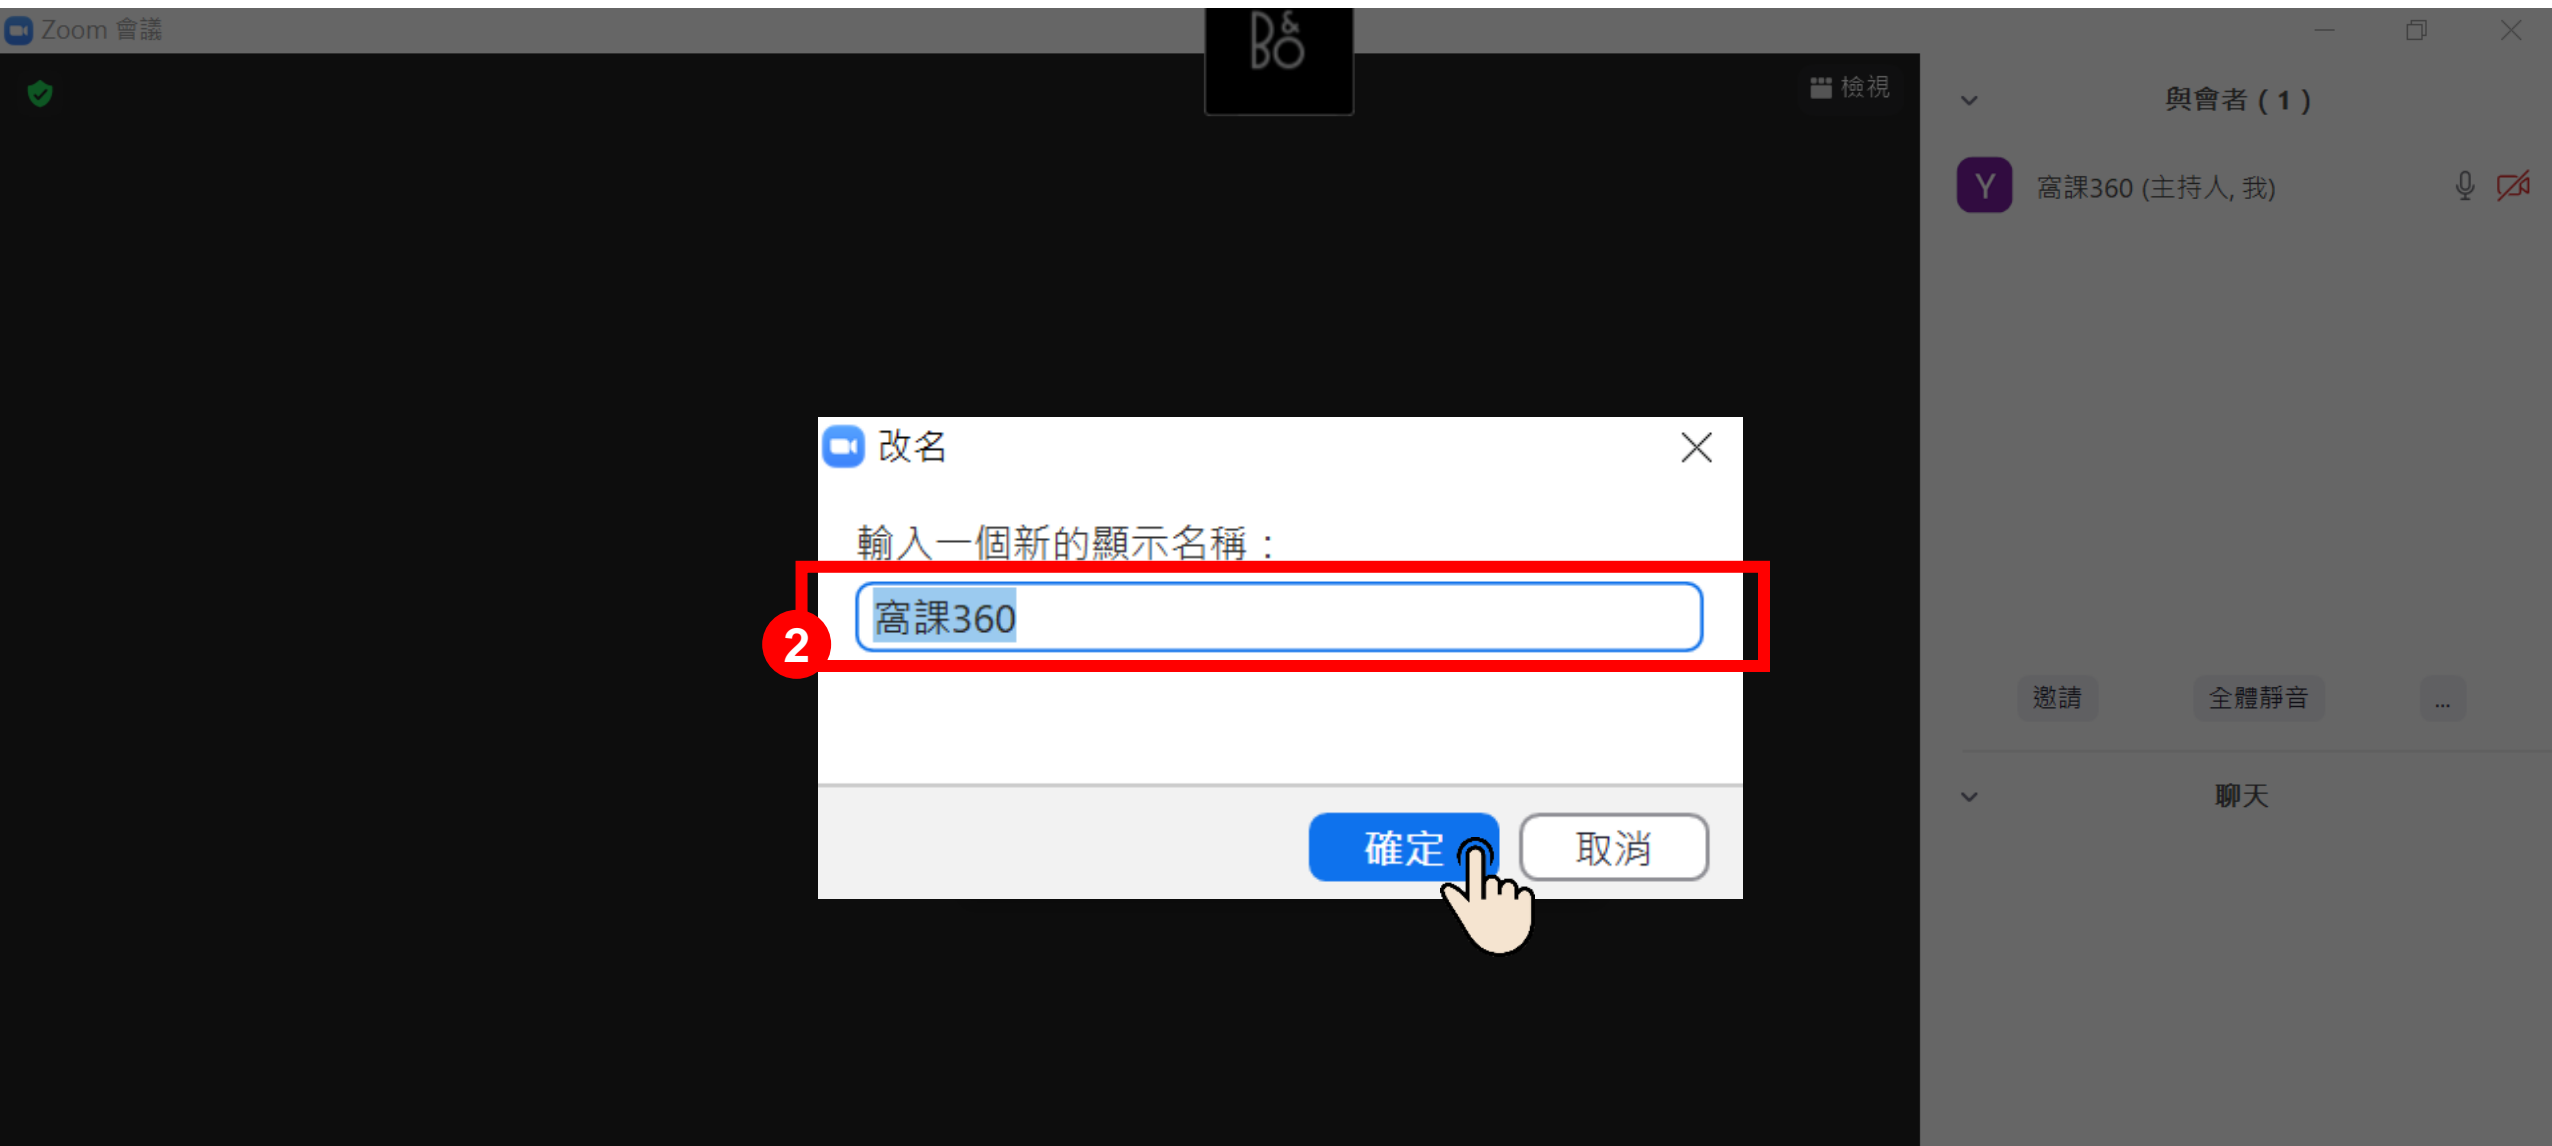 Zoom 會議
B&O
檢視
與會者 ( 1 )
Y
窩課360 (主持人, 我)
改名
輸入一個新的顯示名稱：
窩課360
2
邀請
全體靜音
...
聊天
確定
取消